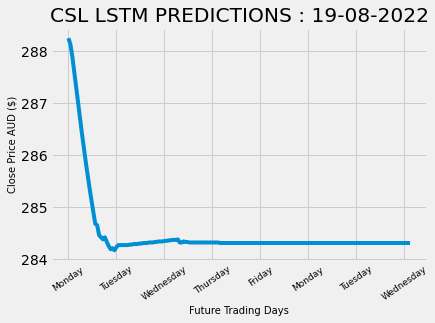 CSL LSTM PREDICTIONS : 19-08-2022
Close Price AUD ($)
288
287
286
285
284
Monday
Tuesday
Wednesday
Thursday
Friday
Monday
Tuesday
Wednesday
Future Trading Days